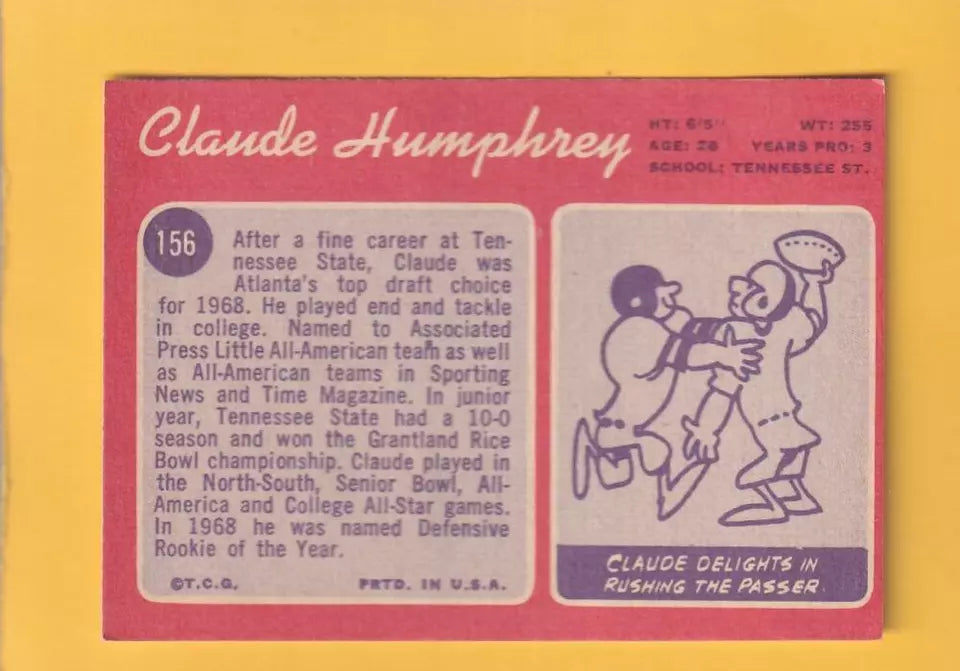 Claude Humphrey
HT: 6'5" WT: 255
AGE: 26 YEARS PRO: 3
SCHOOL: TENNESSEE ST.
156
After a fine career at Ten-
nessee State, Claude was
Atlanta's top draft choice
for 1968. He played end and tackle
in college. Named to Associated
Press Little All-American team as well
as All-American teams in Sporting
News and Time Magazine. In junior
year, Tennessee State had a 10-0
season and won the Grantland Rice
Bowl championship. Claude played in
the North-South, Senior Bowl, All-
America and College All-Star games.
In 1968 he was named Defensive
Rookie of the Year.
©T.C.G. PRTD. IN U.S.A.
CLAUDE DELIGHTS IN
RUSHING THE PASSER